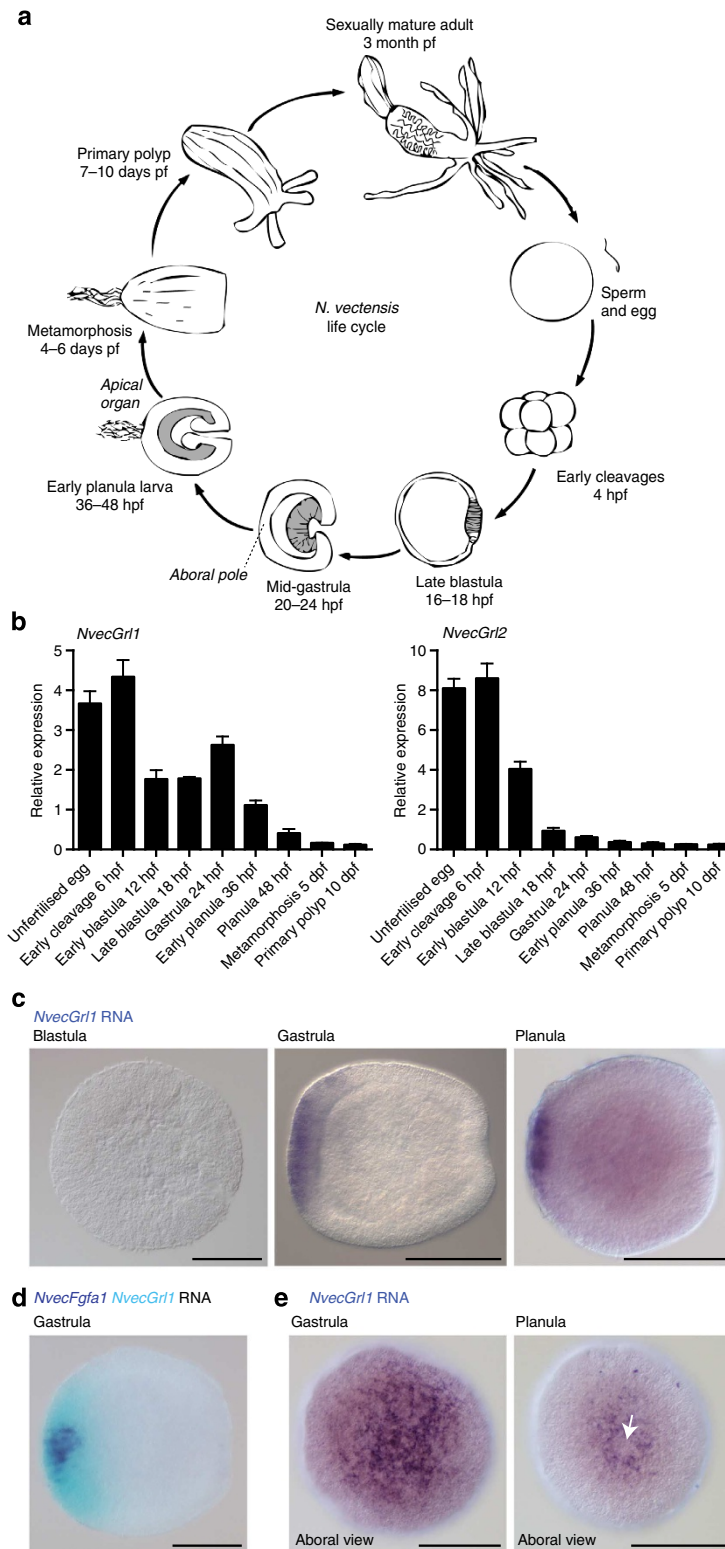 a
Sexually mature adult
3 month pf
Primary polyp
7–10 days pf
N. vectensis
life cycle
Sperm
and egg
Metamorphosis
4–6 days pf
Apical
organ
Early cleavages
4 hpf
Early planula larva
36–48 hpf
Aboral pole
Mid-gastrula
20–24 hpf
Late blastula
16–18 hpf
b
NvecGrl1
Relative expression
5
4
3
2
1
0
Unfertilised egg
Early cleavage 6 hpf
Early blastula 12 hpf
Late blastula 18 hpf
Gastrula 24 hpf
Early planula 36 hpf
Planula 48 hpf
Metamorphosis 5 dpf
Primary polyp 10 dpf
NvecGrl2
Relative expression
10
8
6
4
2
0
Unfertilised egg
Early cleavage 6 hpf
Early blastula 12 hpf
Late blastula 18 hpf
Gastrula 24 hpf
Early planula 36 hpf
Planula 48 hpf
Metamorphosis 5 dpf
Primary polyp 10 dpf
c
NvecGrl1 RNA
Blastula
Gastrula
Planula
d NvecFgfa1 NvecGrl1 RNA
Gastrula
e NvecGrl1 RNA
Gastrula
Aboral view
Planula
Aboral view